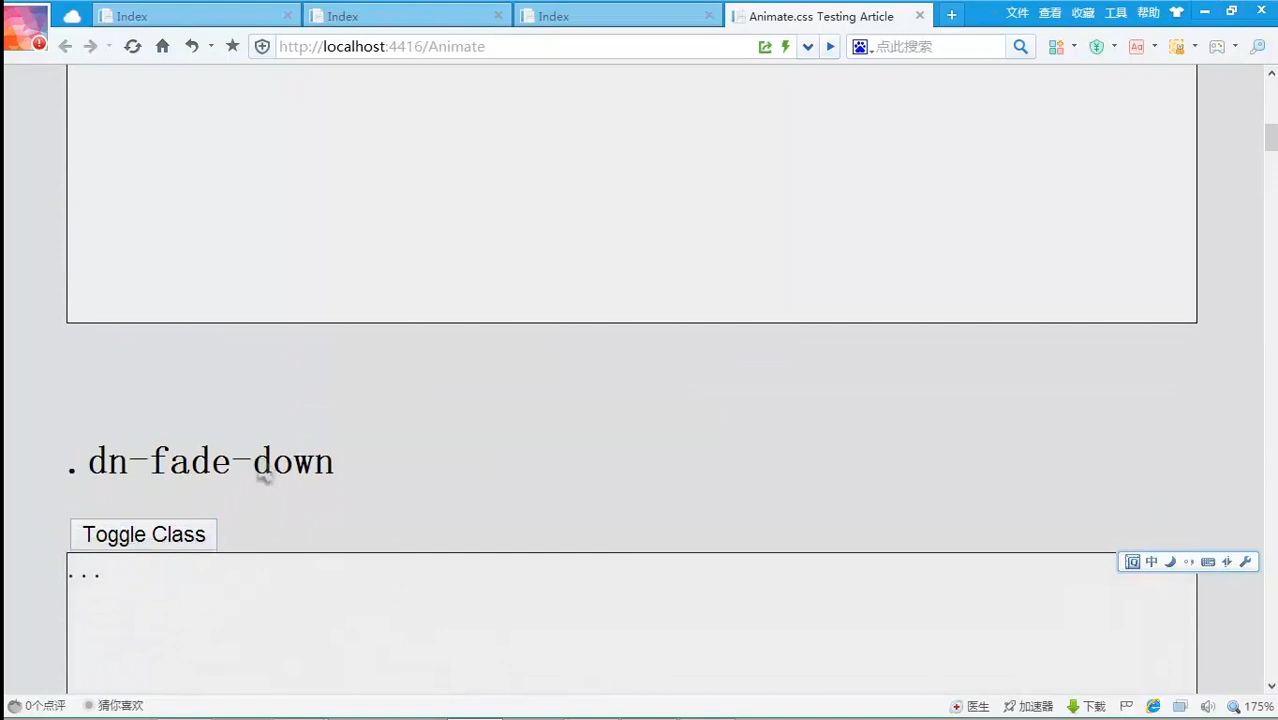 Index
Index
Index
Animate.css Testing Article
文件 查看 收藏 工具 帮助
http://localhost:4416/Animate
点此搜索
.dn-fade-down
Toggle Class
...
中
0个点评
猜你喜欢
医生
加速器
下载
175%